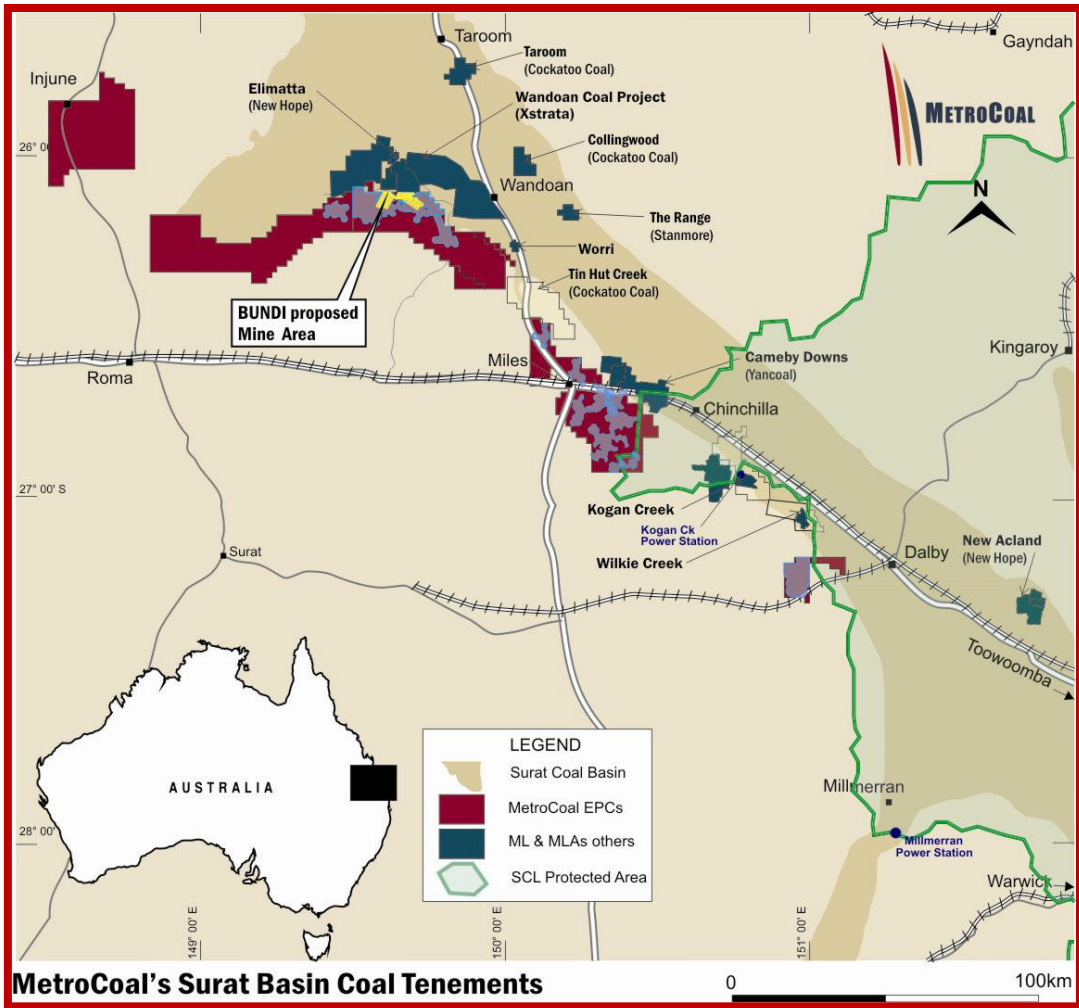 Taroom
Gayndah
Taroom
(Cockatoo Coal)
Injune
Elimatta
(New Hope)
Wandoan Coal Project
(Xstrata)
METROCOAL
Collingwood
(Cockatoo Coal)
26° 00'
Wandoan
N
The Range
(Stanmore)
Worri
Tin Hut Creek
(Cockatoo Coal)
BUNDI proposed
Mine Area
Miles
Cameby Downs
(Yancoal)
Kingaroy
Roma
Chinchilla
27° 00' S
Kogan Creek
Kogan Ck
Power Station
Wilkie Creek
Surat
Dalby
New Acland
(New Hope)
Toowoomba
AUSTRALIA
LEGEND
Surat Coal Basin
MetroCoal EPCs
ML & MLAs others
SCL Protected Area
Millmerran
28° 00'
Millmerran
Power Station
Warwick
149° 00' E
150° 00' E
151° 00' E
MetroCoal's Surat Basin Coal Tenements
0
100km